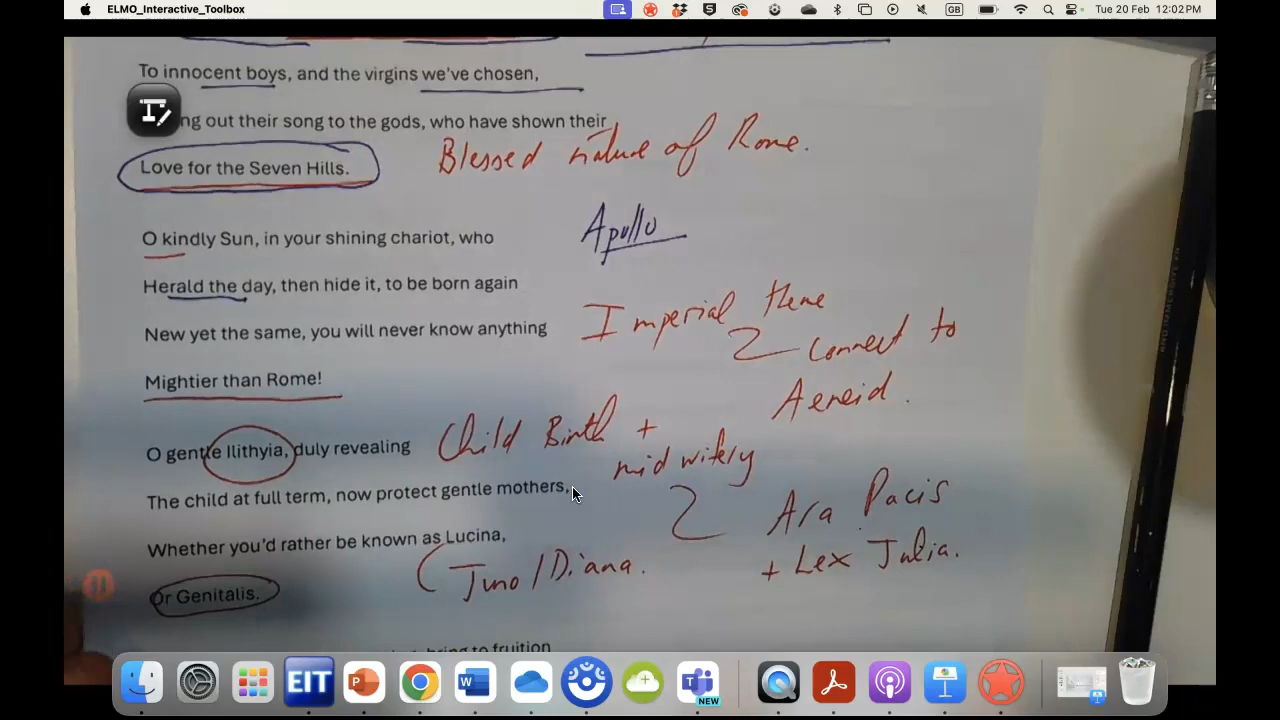 ELMO_Interactive_Toolbox
GB
Tue 20 Feb 12:02PM
To innocent boys, and the virgins we've chosen,
ng out their song to the gods, who have shown their
Love for the Seven Hills.
Blessed nature of Rome.
O kindly Sun, in your shining chariot, who
Apollo
Herald the day, then hide it, to be born again
New yet the same, you will never know anything
Imperial theme
connect to
Aeneid.
Mightier than Rome!
O gentle Ilithyia, duly revealing
Child Birth +
midwifery
The child at full term, now protect gentle mothers,
Ara Pacis
+ Lex Julia.
Whether you'd rather be known as Lucina,
Juno/Diana.
Or Genitalis.
bring to fruition
EIT
NEW